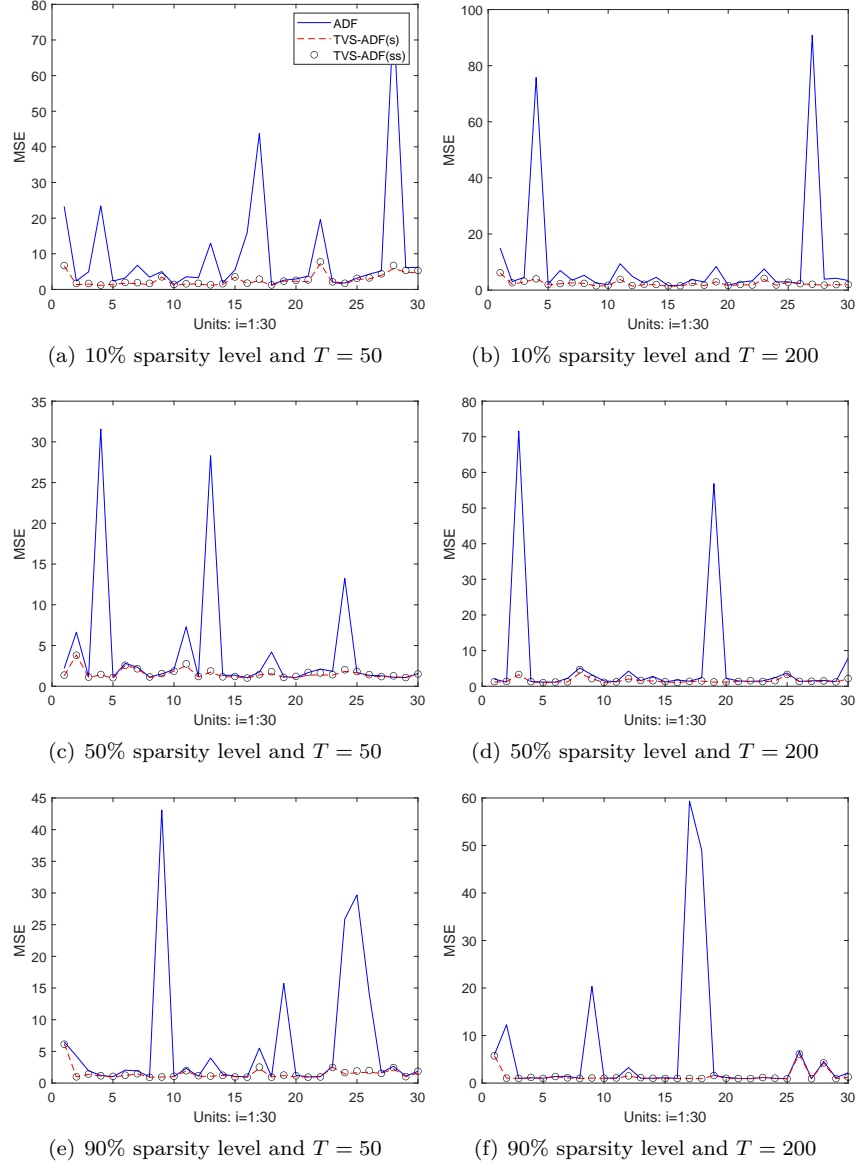 80
70
60
50
40
30
20
10
0
MSE
0 5 10 15 20 25 30
Units: i=1:30
ADF
TVS-ADF(s)
TVS-ADF(ss)
(a) 10% sparsity level and T = 50
100
80
60
40
20
0
MSE
0 5 10 15 20 25 30
Units: i=1:30
(b) 10% sparsity level and T = 200
35
30
25
20
15
10
5
0
MSE
0 5 10 15 20 25 30
Units: i=1:30
(c) 50% sparsity level and T = 50
80
70
60
50
40
30
20
10
0
MSE
0 5 10 15 20 25 30
Units: i=1:30
(d) 50% sparsity level and T = 200
45
40
35
30
25
20
15
10
5
0
MSE
0 5 10 15 20 25 30
Units: i=1:30
(e) 90% sparsity level and T = 50
60
50
40
30
20
10
0
MSE
0 5 10 15 20 25 30
Units: i=1:30
(f) 90% sparsity level and T = 200